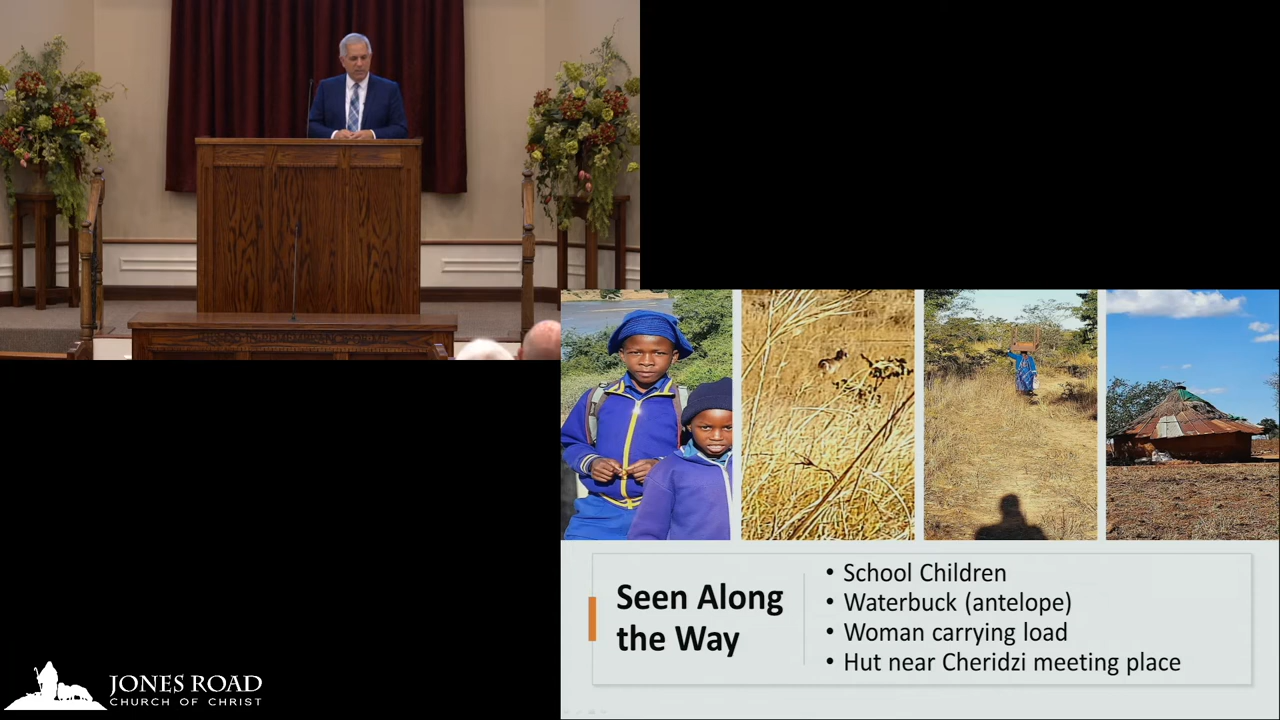 Seen Along
the Way
• School Children
• Waterbuck (antelope)
• Woman carrying load
• Hut near Cheridzi meeting place
JONES ROAD
CHURCH OF CHRIST